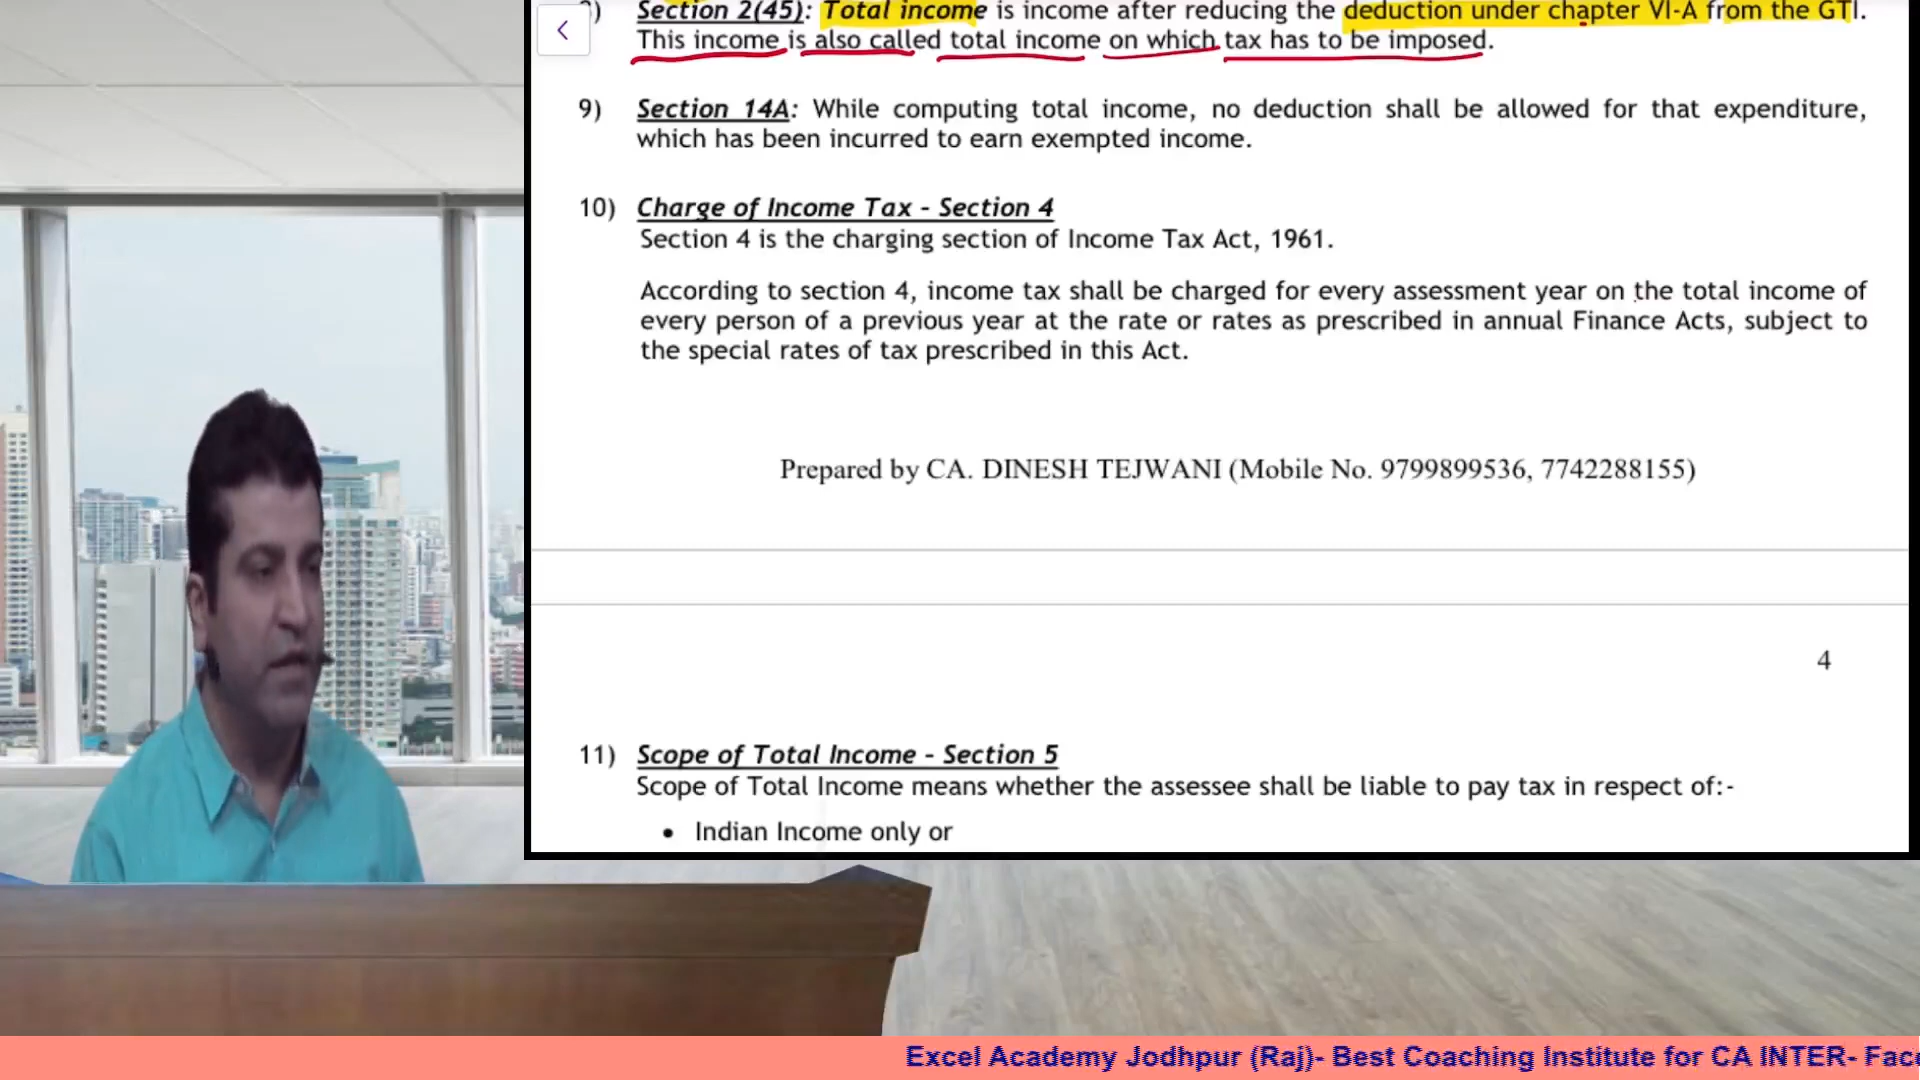 8) Section 2(45): Total income is income after reducing the deduction under chapter VI-A from the GTI.
This income is also called total income on which tax has to be imposed.
9) Section 14A: While computing total income, no deduction shall be allowed for that expenditure,
which has been incurred to earn exempted income.
10) Charge of Income Tax - Section 4
Section 4 is the charging section of Income Tax Act, 1961.
According to section 4, income tax shall be charged for every assessment year on the total income of
every person of a previous year at the rate or rates as prescribed in annual Finance Acts, subject to
the special rates of tax prescribed in this Act.
Prepared by CA. DINESH TEJWANI (Mobile No. 9799899536, 7742288155)
4
11) Scope of Total Income - Section 5
Scope of Total Income means whether the assessee shall be liable to pay tax in respect of:-
• Indian Income only or
Excel Academy Jodhpur (Raj)- Best Coaching Institute for CA INTER- Face